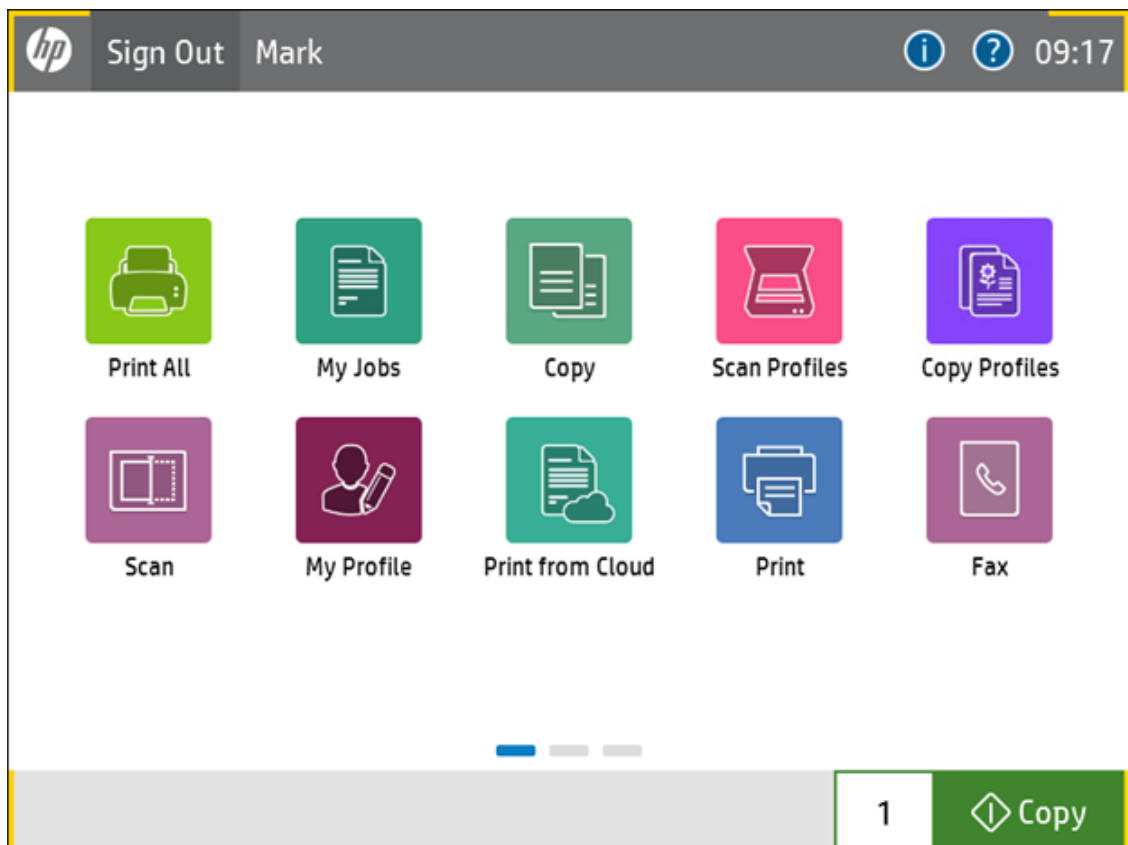 hp Sign Out Mark i ? 09:17
Print All My Jobs Copy Scan Profiles Copy Profiles
Scan My Profile Print from Cloud Print Fax
1 Copy